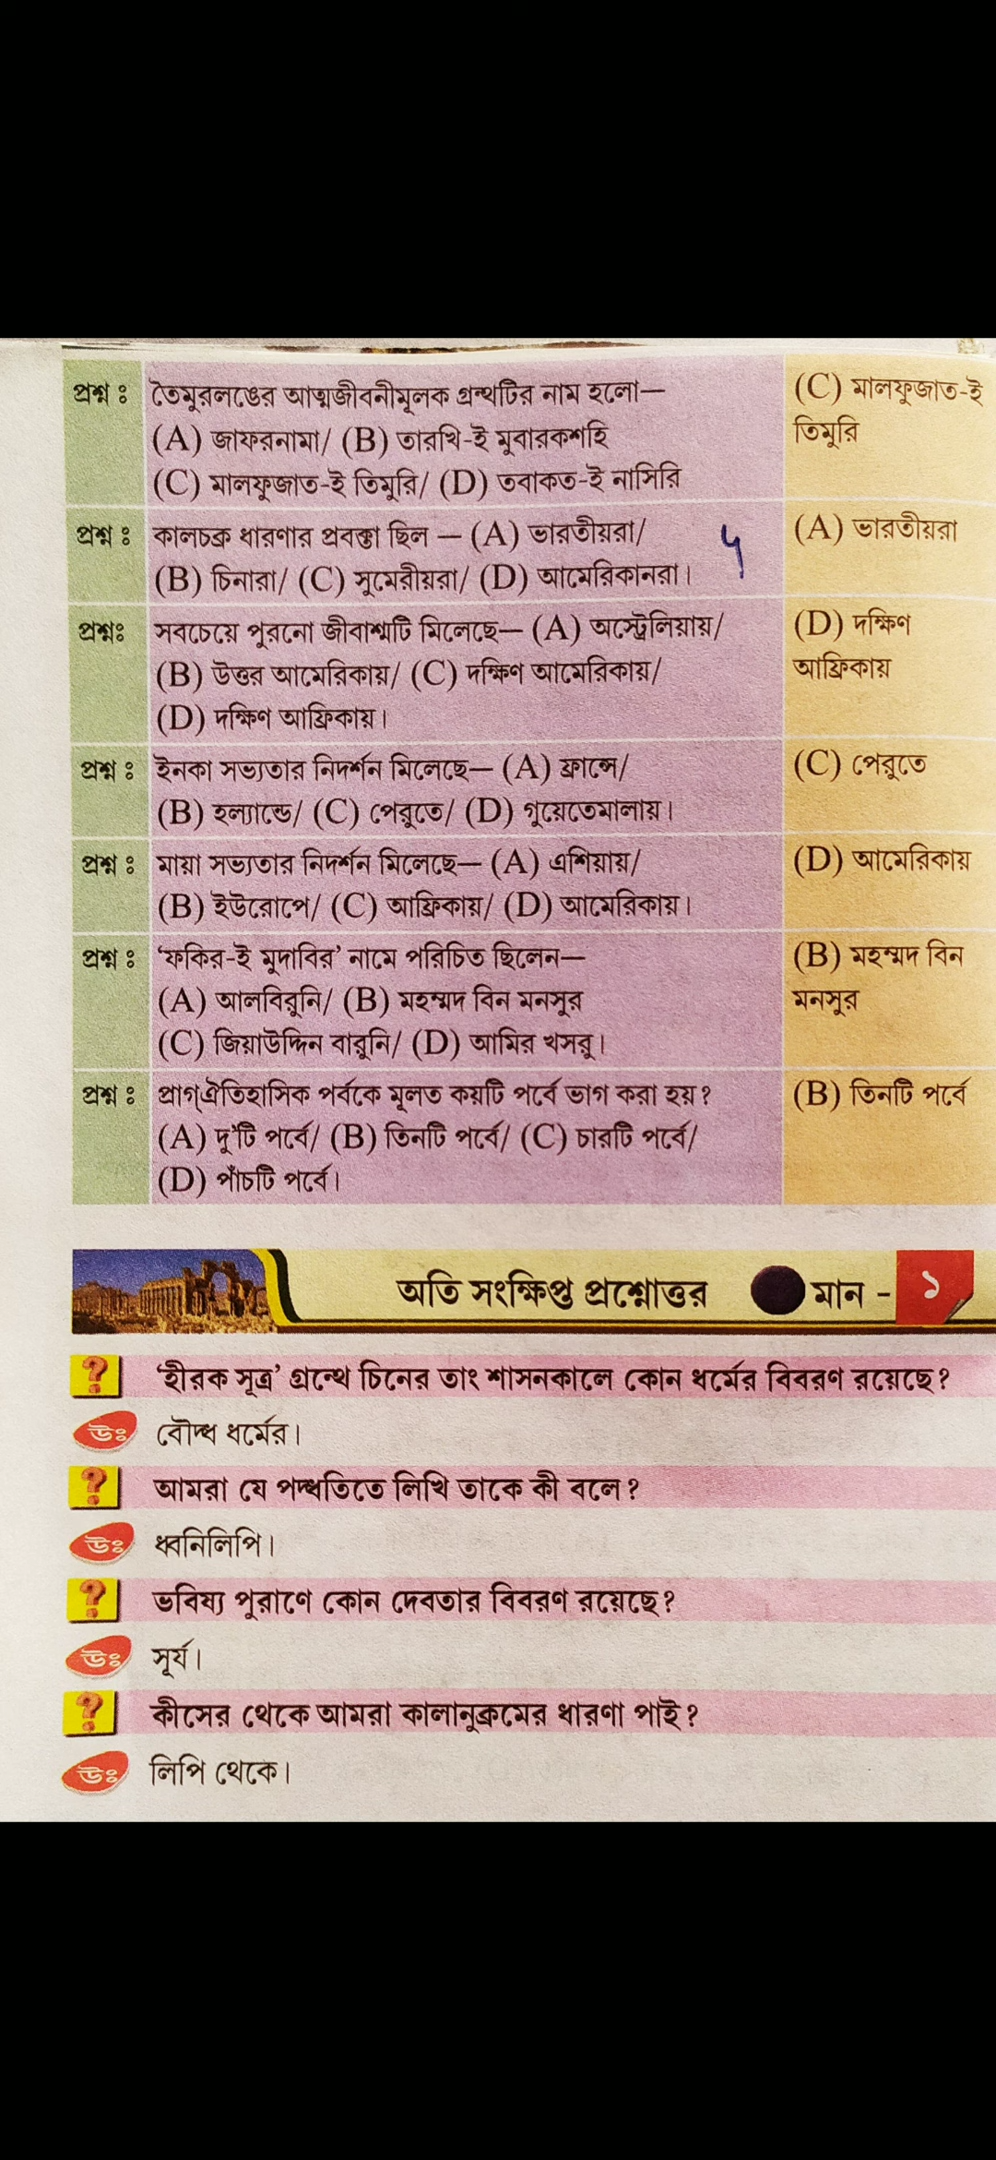 প্রশ্ন : তৈমুরলঙের আত্মজীবনীমূলক গ্রন্থটির নাম হলো— (C) মালফুজাত-ই
(A) জাফরনামা/ (B) তারখি-ই মুবারকশহি তিমুরি
(C) মালফুজাত-ই তিমুরি/ (D) তবাকত-ই নাসিরি
প্রশ্ন : কালচক্র ধারণার প্রবক্তা ছিল — (A) ভারতীয়রা/ ৸ (A) ভারতীয়রা
(B) চিনারা/ (C) সুমেরীয়রা/ (D) আমেরিকানরা।
প্রশ্নঃ সবচেয়ে পুরনো জীবাশ্মটি মিলেছে— (A) অস্ট্রেলিয়ায়/ (D) দক্ষিণ
(B) উত্তর আমেরিকায়/ (C) দক্ষিণ আমেরিকায়/ আফ্রিকায়
(D) দক্ষিণ আফ্রিকায়।
প্রশ্ন : ইনকা সভ্যতার নিদর্শন মিলেছে— (A) ফ্রান্সে/ (C) পেরুতে
(B) হল্যান্ডে/ (C) পেরুতে/ (D) গুয়েতেমালায়।
প্রশ্ন : মায়া সভ্যতার নিদর্শন মিলেছে— (A) এশিয়ায়/ (D) আমেরিকায়
(B) ইউরোপে/ (C) আফ্রিকায়/ (D) আমেরিকায়।
প্রশ্ন : ‘ফকির-ই মুদাবির’ নামে পরিচিত ছিলেন— (B) মহম্মদ বিন
(A) আলবিরুনি/ (B) মহম্মদ বিন মনসুর মনসুর
(C) জিয়াউদ্দিন বারুনি/ (D) আমির খসরু।
প্রশ্ন : প্রাগ্ঐতিহাসিক পর্বকে মূলত কয়টি পর্বে ভাগ করা হয়? (B) তিনটি পর্বে
(A) দু’টি পর্বে/ (B) তিনটি পর্বে/ (C) চারটি পর্বে/
(D) পাঁচটি পর্বে।
অতি সংক্ষিপ্ত প্রশ্নোত্তর ● মান - ১
? ‘হীরক সূত্র’ গ্রন্থে চিনের তাং শাসনকালে কোন ধর্মের বিবরণ রয়েছে?
উঃ বৌদ্ধ ধর্মের।
? আমরা যে পদ্ধতিতে লিখি তাকে কী বলে?
উঃ ধ্বনিলিপি।
? ভবিষ্য পুরাণে কোন দেবতার বিবরণ রয়েছে?
উঃ সূর্য।
? কীসের থেকে আমরা কালানুক্রমের ধারণা পাই?
উঃ লিপি থেকে।